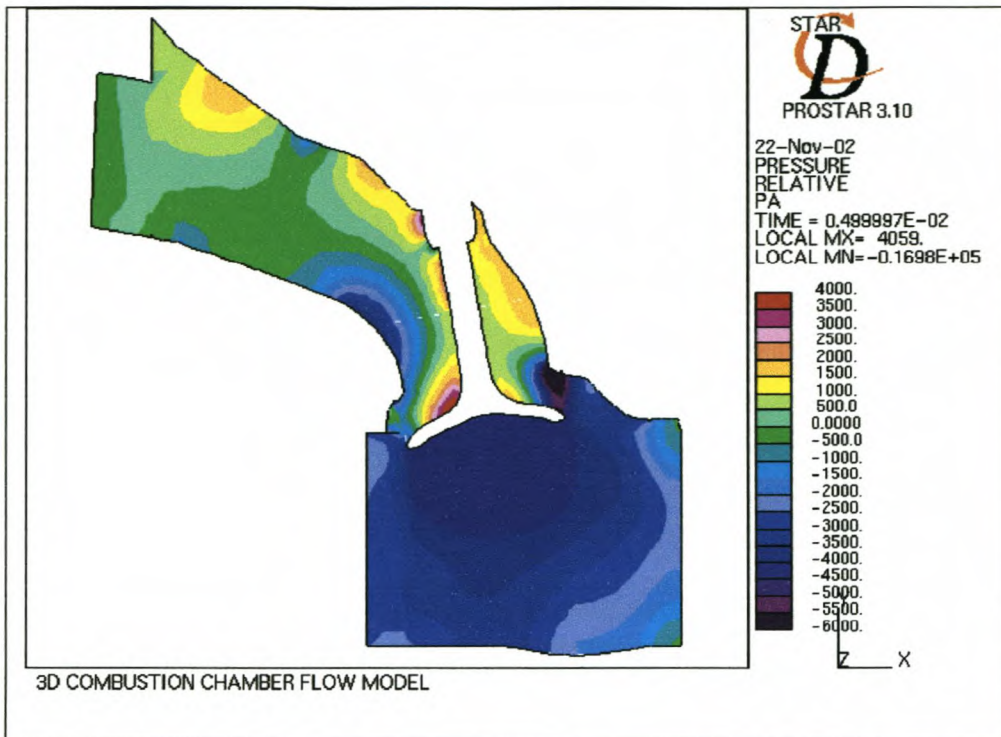 STAR
D
PROSTAR 3.10
22-Nov-02
PRESSURE
RELATIVE
PA
TIME = 0.499997E-02
LOCAL MX= 4059.
LOCAL MN=-0.1698E+05
4000.
3500.
3000.
2500.
2000.
1500.
1000.
500.0
0.0000
-500.0
-1000.
-1500.
-2000.
-2500.
-3000.
-3500.
-4000.
-4500.
-5000.
-5500.
-6000.
Y
Z X
3D COMBUSTION CHAMBER FLOW MODEL